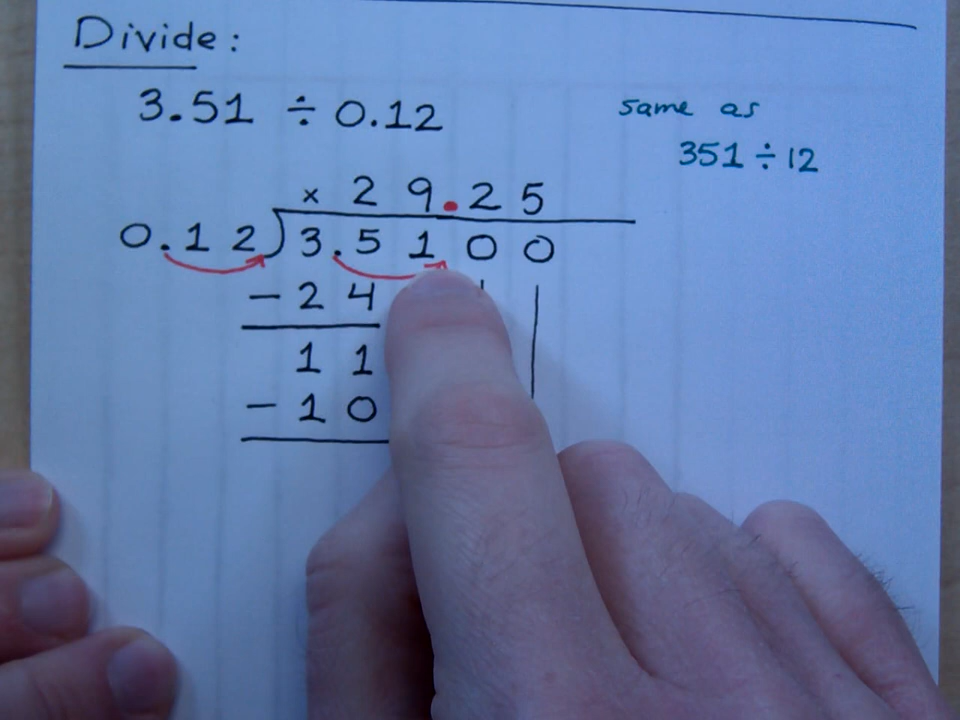 Divide:
3.51 ÷ 0.12
same as
351 ÷ 12
× 2 9.2 5
0.1 2)3.5 1 0 0
- 2 4
1 1
- 1 0